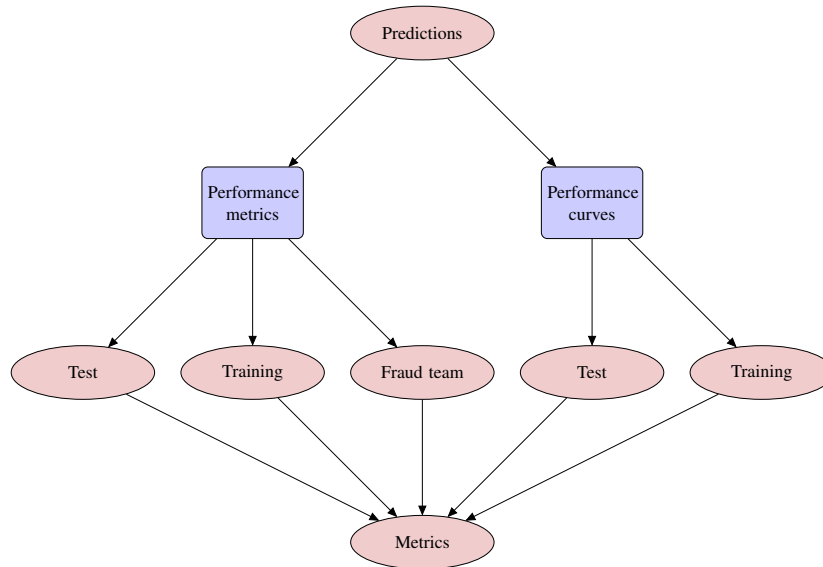 Predictions
Performance
metrics
Performance
curves
Test
Training
Fraud team
Test
Training
Metrics